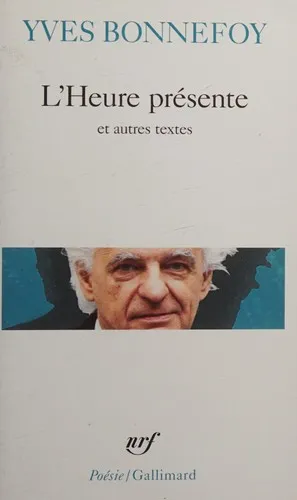 YVES BONNEFOY
L'Heure présente
et autres textes
nrf
Poésie/Gallimard